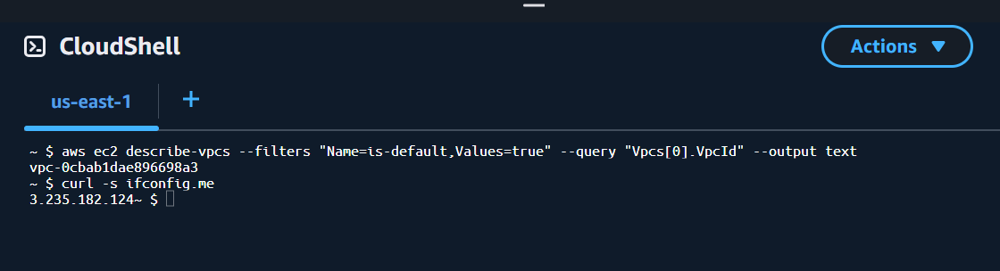 CloudShell
Actions
us-east-1
~ $ aws ec2 describe-vpcs --filters "Name=is-default,Values=true" --query "Vpcs[0].VpcId" --output text
vpc-0cbab1dae896698a3
~ $ curl -s ifconfig.me
3.235.182.124~ $